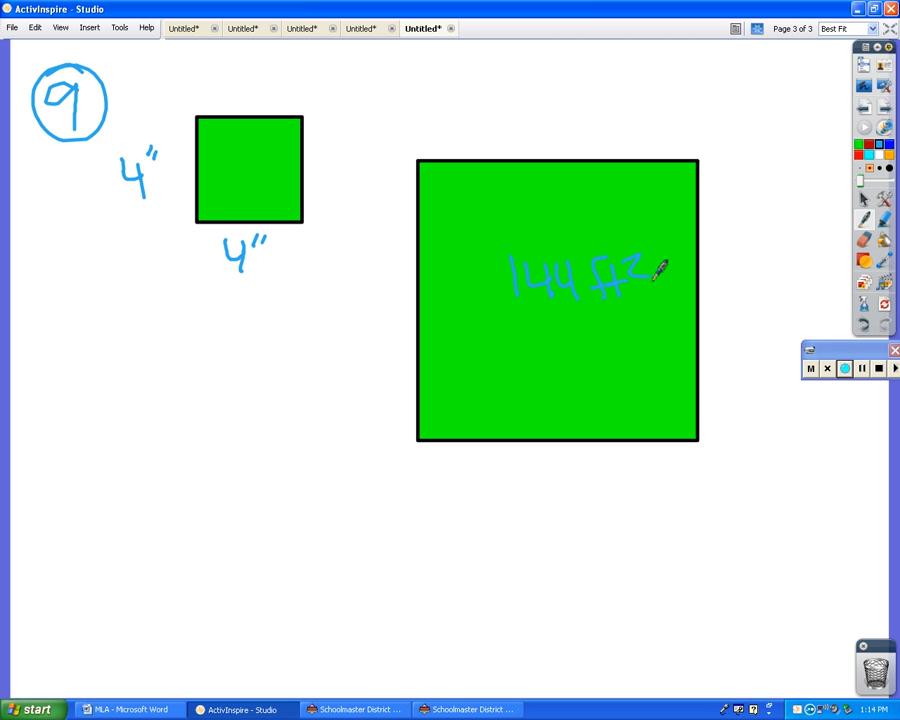 ActivInspire - Studio
File Edit View Insert Tools Help
Untitled* Untitled* Untitled* Untitled* Untitled*
Page 3 of 3 Best Fit
9
4"
4"
144 ft²
M
start
MLA - Microsoft Word
ActivInspire - Studio
Schoolmaster District ...
Schoolmaster District ...
1:14 PM